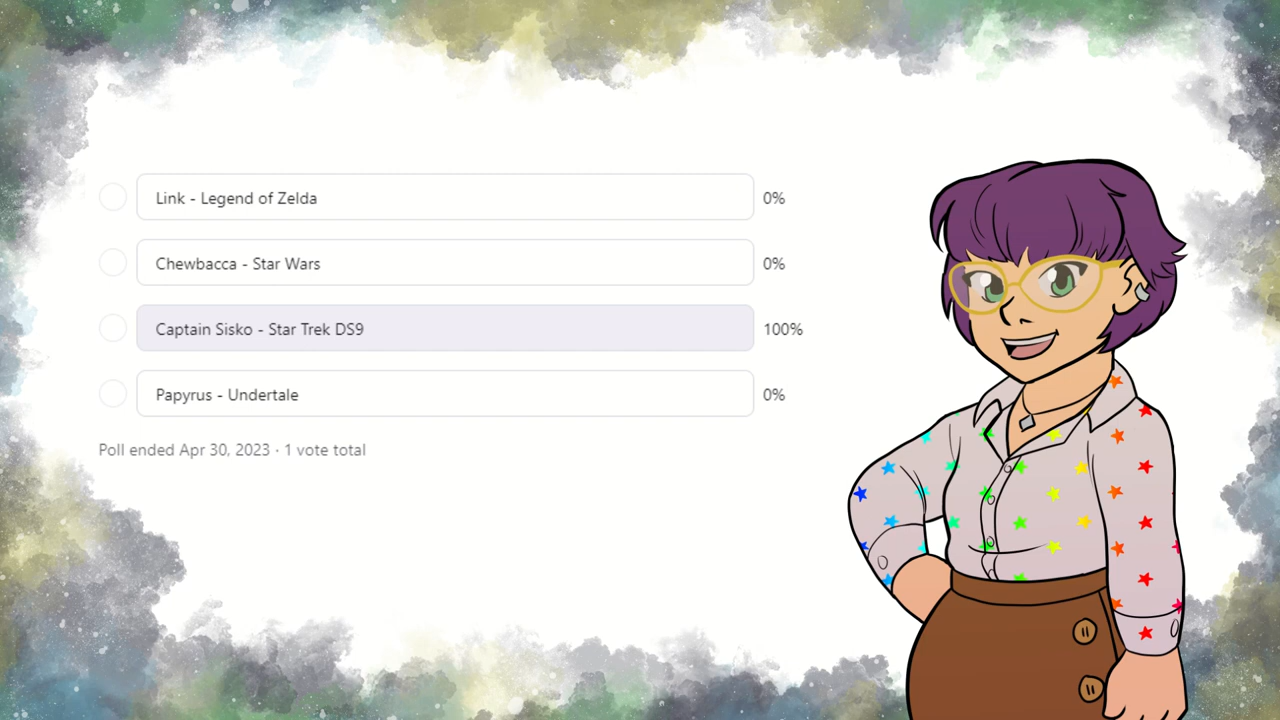 Link - Legend of Zelda 0%
Chewbacca - Star Wars 0%
Captain Sisko - Star Trek DS9 100%
Papyrus - Undertale 0%
Poll ended Apr 30, 2023 · 1 vote total